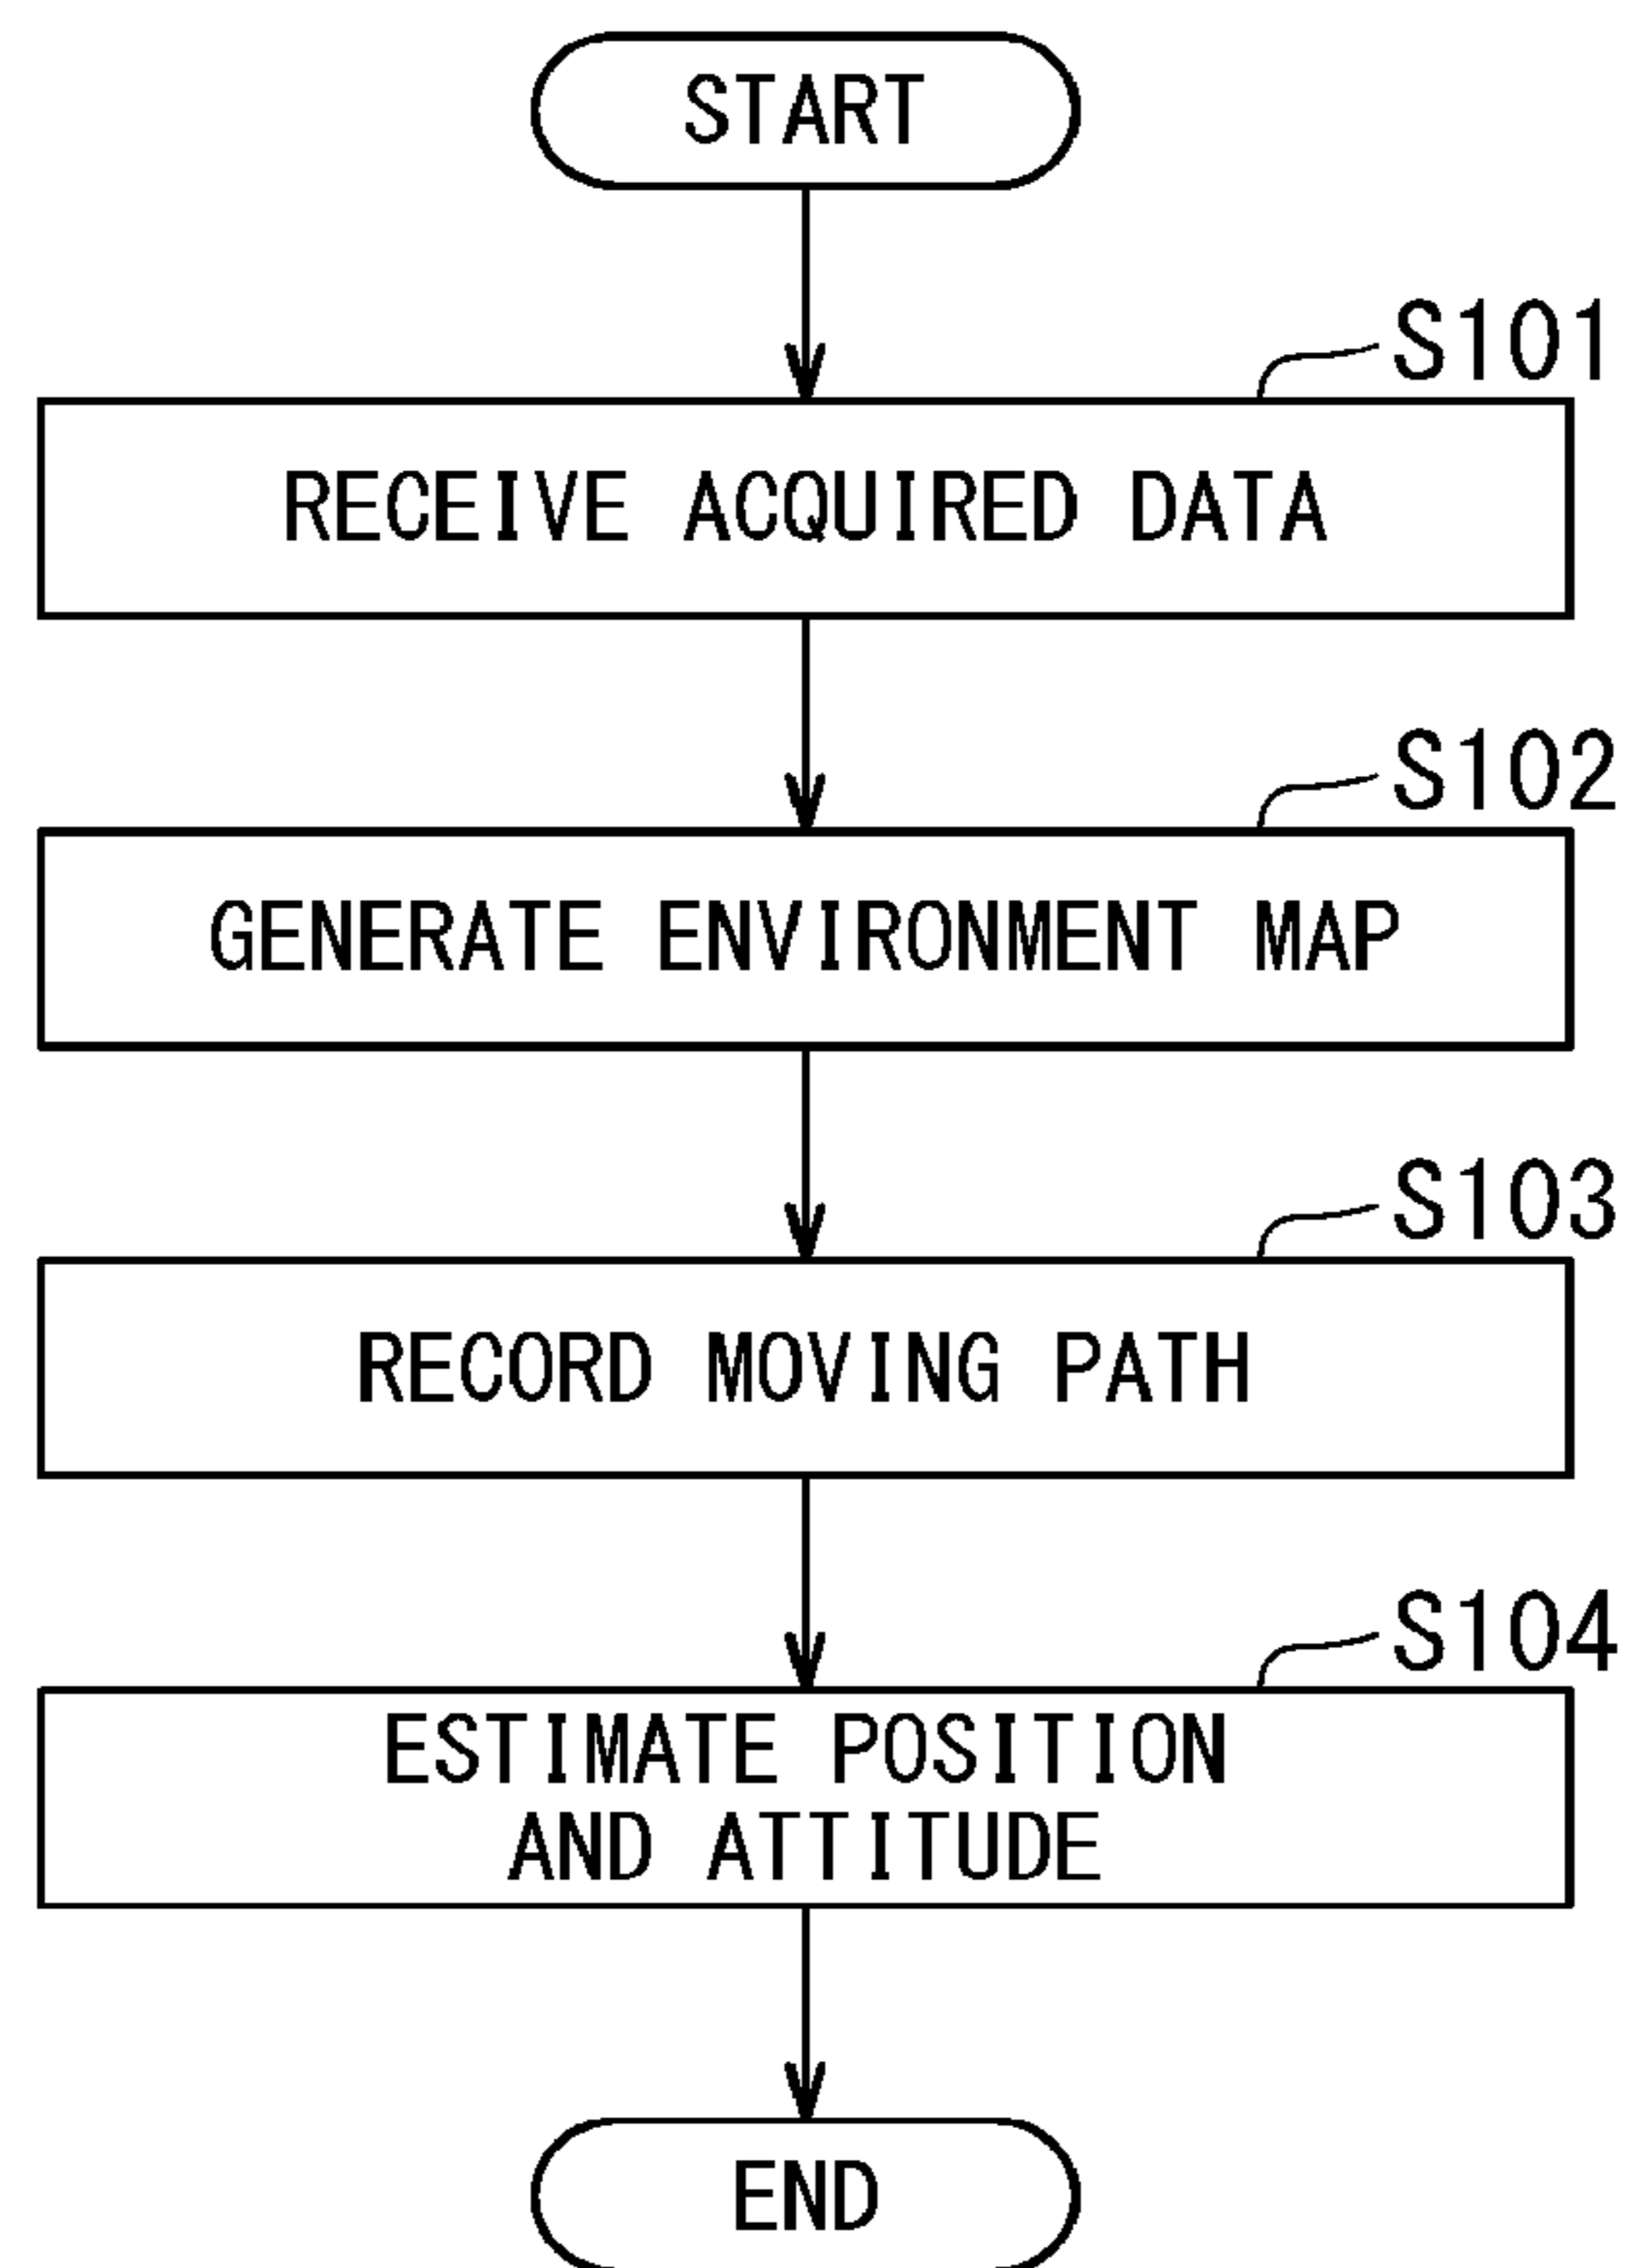 START
S101
RECEIVE ACQUIRED DATA
S102
GENERATE ENVIRONMENT MAP
S103
RECORD MOVING PATH
S104
ESTIMATE POSITION
AND ATTITUDE
END